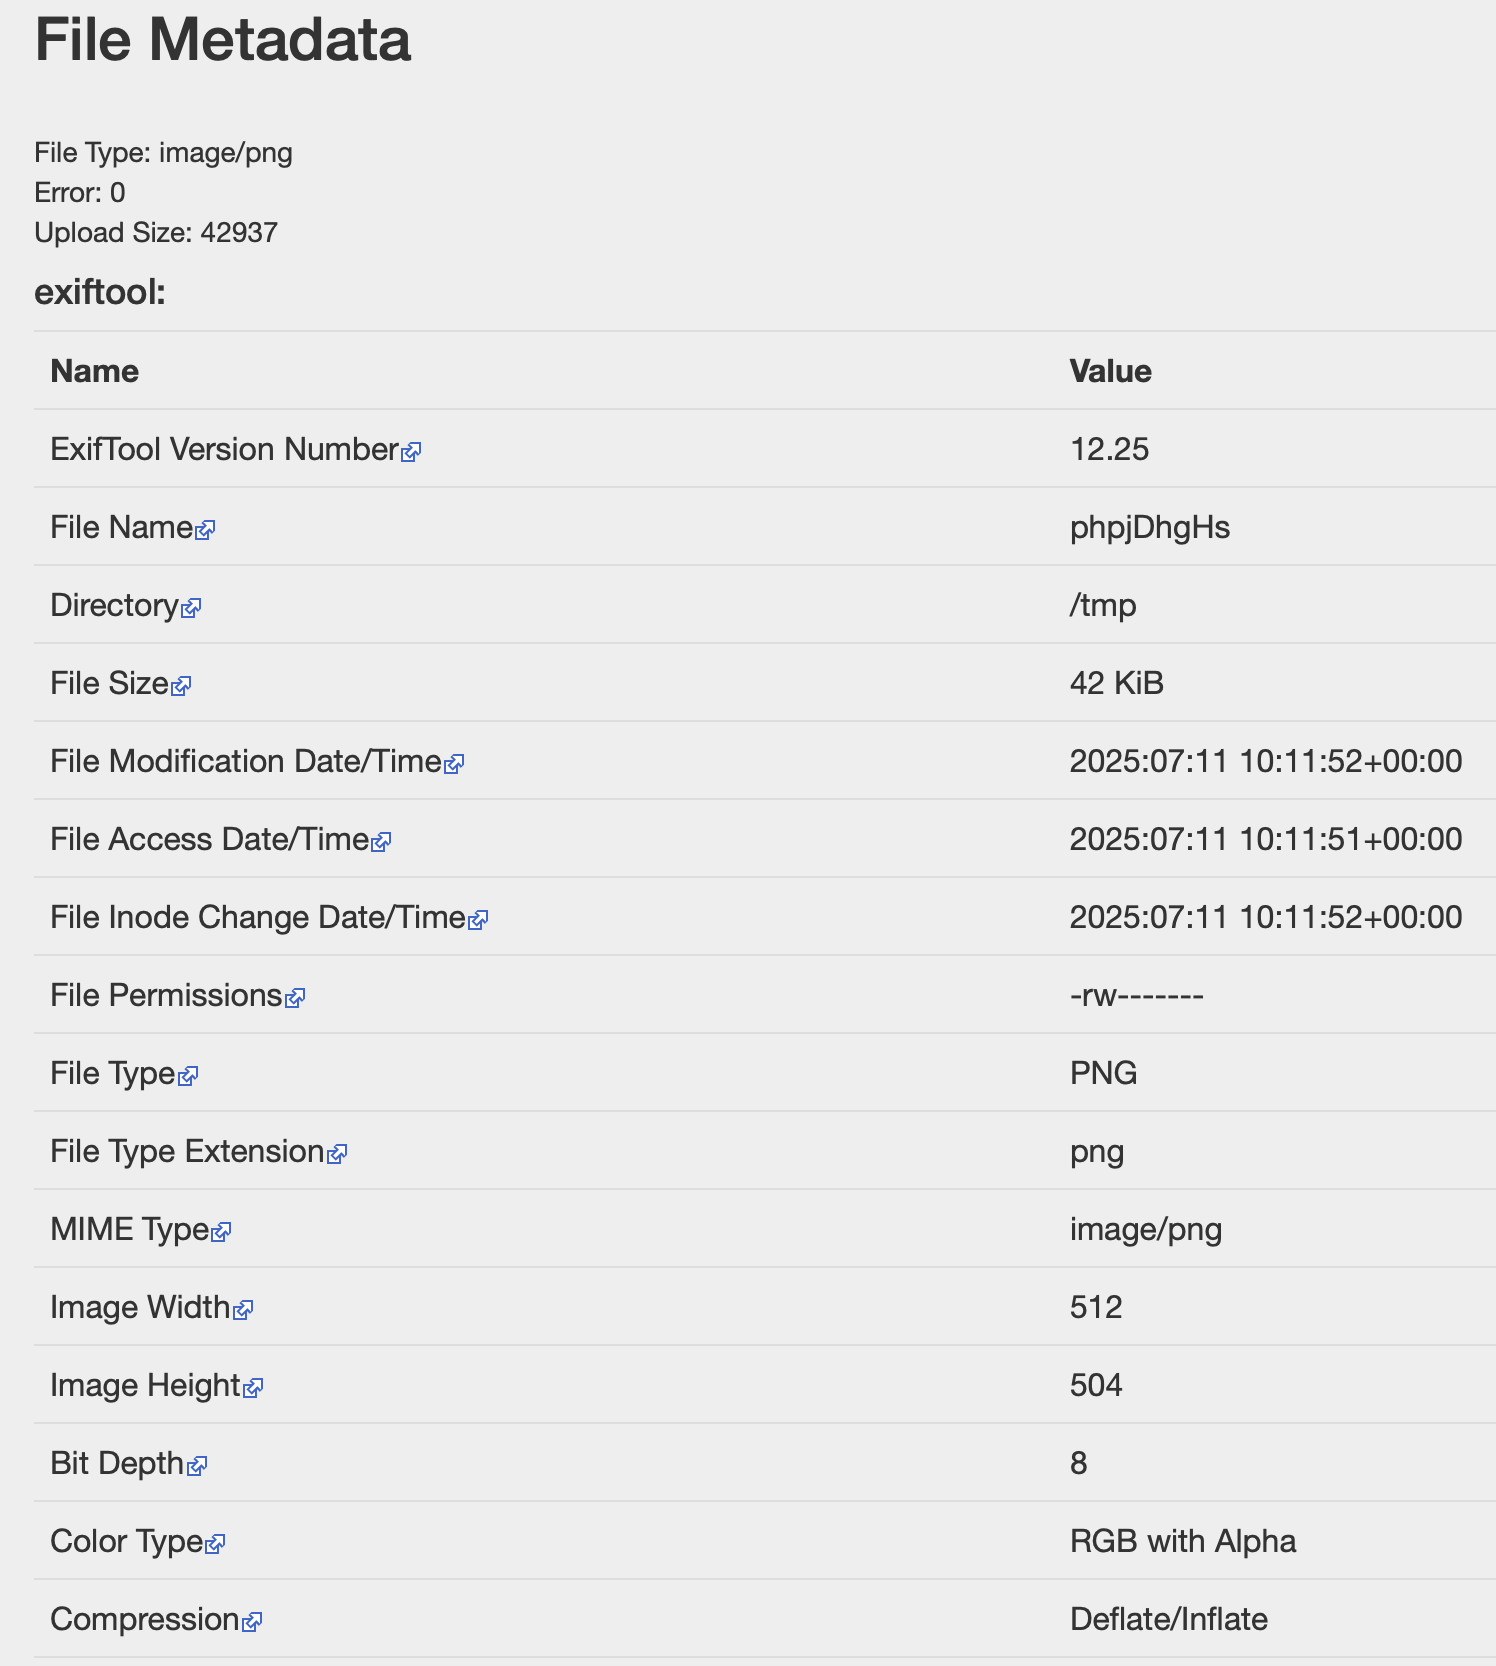 File Metadata
File Type: image/png
Error: 0
Upload Size: 42937
exiftool:
Name Value
ExifTool Version Number 12.25
File Name phpjDhgHs
Directory /tmp
File Size 42 KiB
File Modification Date/Time 2025:07:11 10:11:52+00:00
File Access Date/Time 2025:07:11 10:11:51+00:00
File Inode Change Date/Time 2025:07:11 10:11:52+00:00
File Permissions -rw-------
File Type PNG
File Type Extension png
MIME Type image/png
Image Width 512
Image Height 504
Bit Depth 8
Color Type RGB with Alpha
Compression Deflate/Inflate